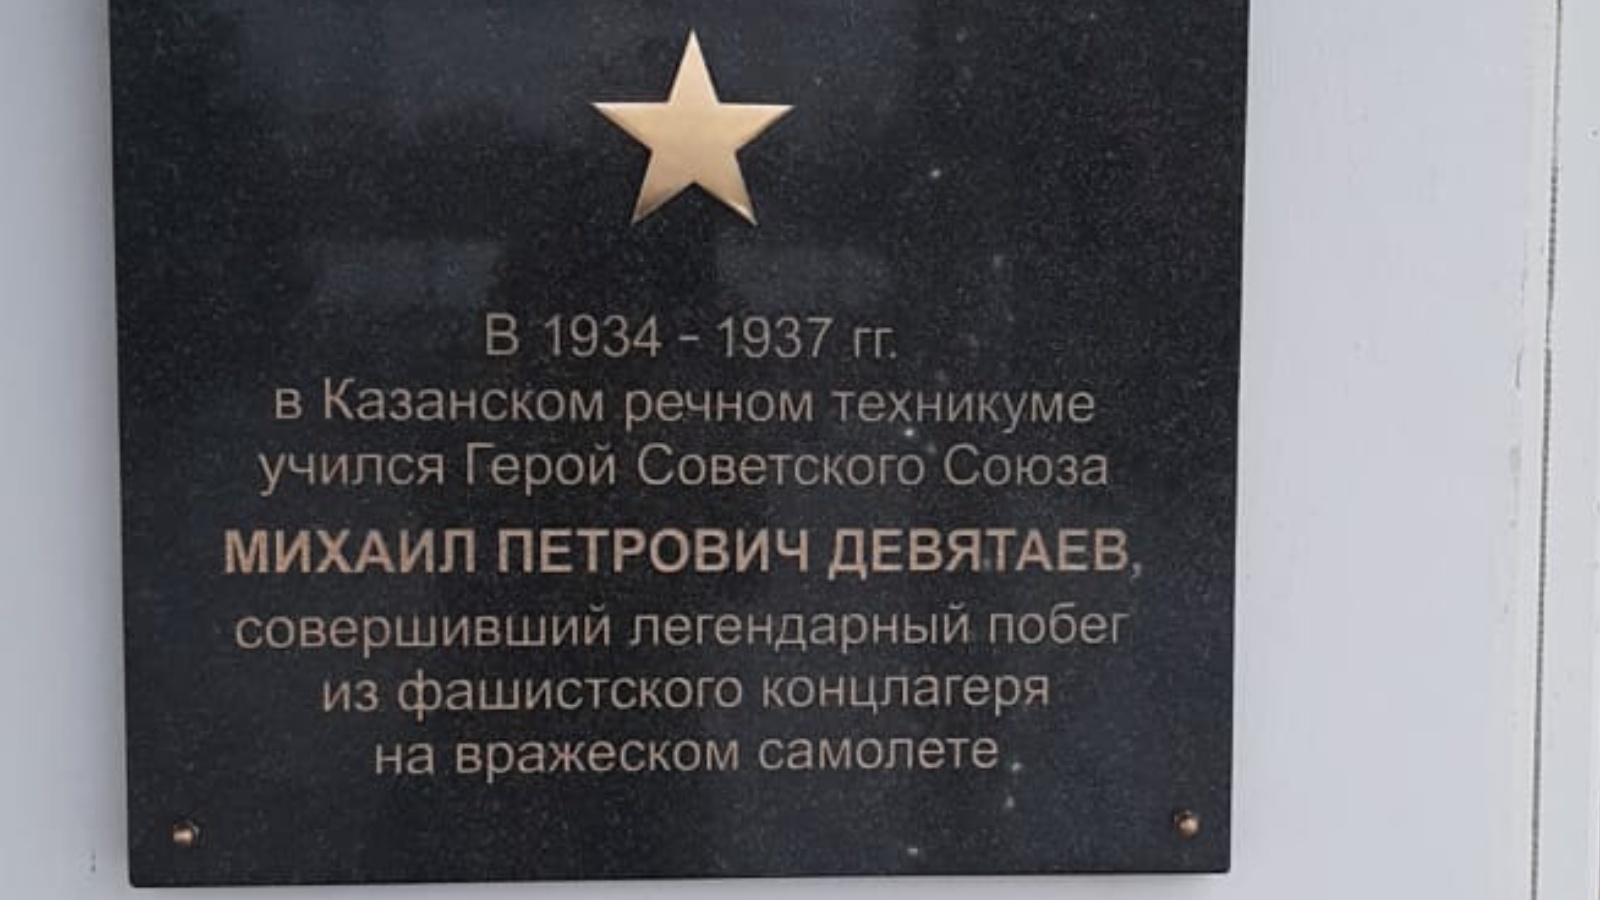 В 1934 - 1937 гг.
в Казанском речном техникуме
учился Герой Советского Союза
МИХАИЛ ПЕТРОВИЧ ДЕВЯТАЕВ,
совершивший легендарный побег
из фашистского концлагеря
на вражеском самолете